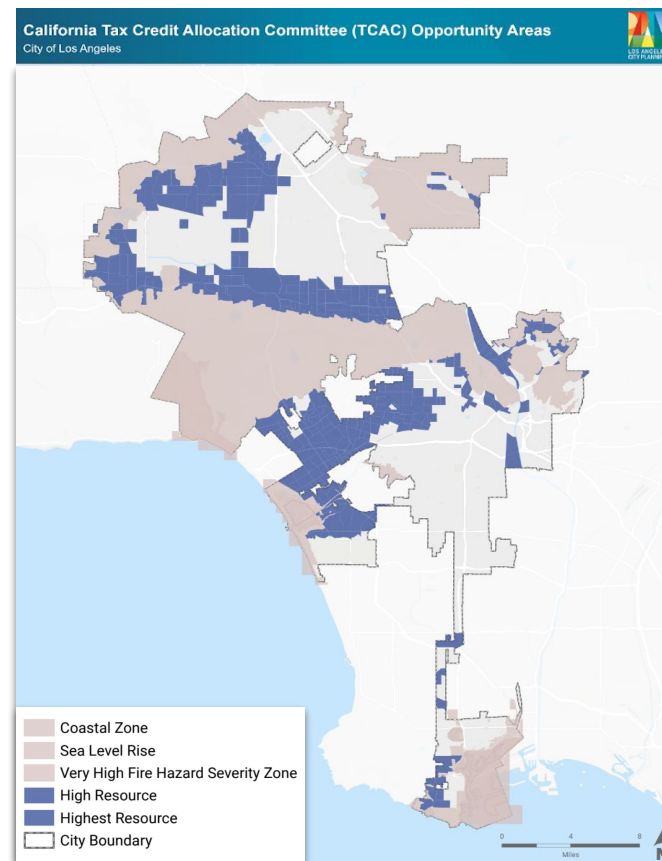 California Tax Credit Allocation Committee (TCAC) Opportunity Areas
City of Los Angeles
LOS ANGELES
CITY PLANNING
Coastal Zone
Sea Level Rise
Very High Fire Hazard Severity Zone
High Resource
Highest Resource
City Boundary
0 4 8
Miles
N